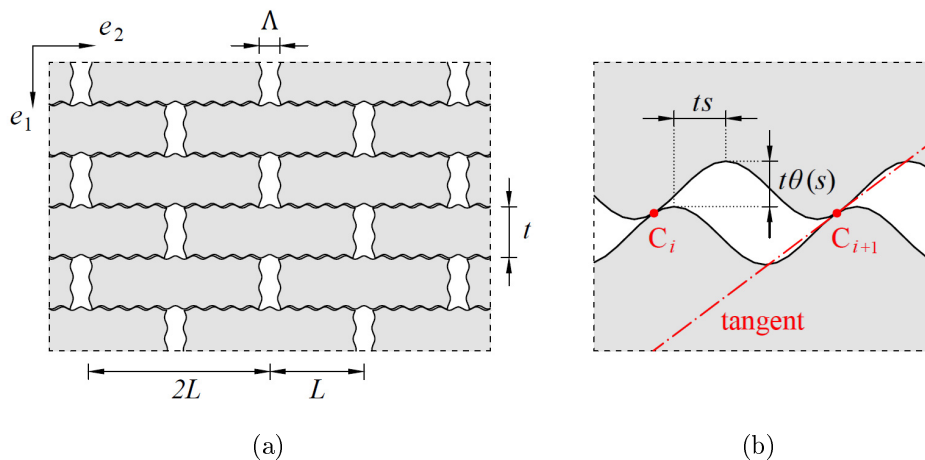 Λ
e₂
e₁
t
2L
L
(a)
ts
tθ(s)
Cᵢ
Cᵢ₊₁
tangent
(b)